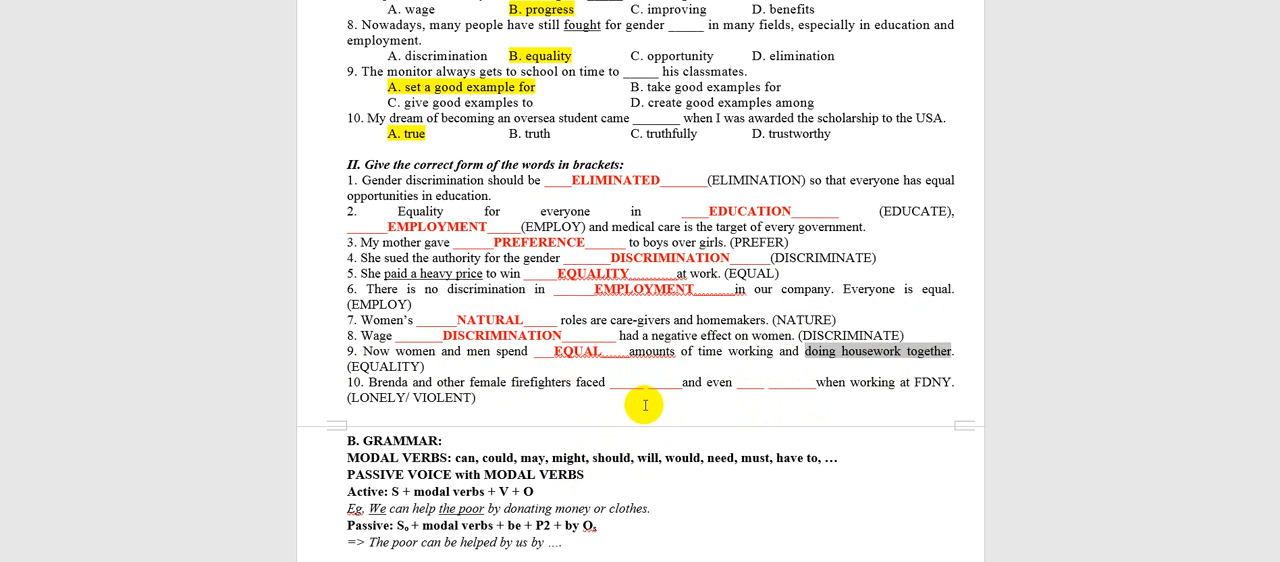 A. wage B. progress C. improving D. benefits
8. Nowadays, many people have still fought for gender _____ in many fields, especially in education and
employment.
A. discrimination B. equality C. opportunity D. elimination
9. The monitor always gets to school on time to _____ his classmates.
A. set a good example for B. take good examples for
C. give good examples to D. create good examples among
10. My dream of becoming an oversea student came _______ when I was awarded the scholarship to the USA.
A. true B. truth C. truthfully D. trustworthy
II. Give the correct form of the words in brackets:
1. Gender discrimination should be ____ELIMINATED_______(ELIMINATION) so that everyone has equal
opportunities in education.
2. Equality for everyone in ____EDUCATION_______ (EDUCATE),
______EMPLOYMENT_____(EMPLOY) and medical care is the target of every government.
3. My mother gave ______PREFERENCE______ to boys over girls. (PREFER)
4. She sued the authority for the gender _______DISCRIMINATION______(DISCRIMINATE)
5. She paid a heavy price to win _____EQUALITY_______at work. (EQUAL)
6. There is no discrimination in ______EMPLOYMENT______in our company. Everyone is equal.
(EMPLOY)
7. Women's ______NATURAL_____ roles are care-givers and homemakers. (NATURE)
8. Wage _______DISCRIMINATION________ had a negative effect on women. (DISCRIMINATE)
9. Now women and men spend ___EQUAL____amounts of time working and doing housework together.
(EQUALITY)
10. Brenda and other female firefighters faced _____ _____and even ____ _______when working at FDNY.
(LONELY/ VIOLENT)
B. GRAMMAR:
MODAL VERBS: can, could, may, might, should, will, would, need, must, have to, …
PASSIVE VOICE with MODAL VERBS
Active: S + modal verbs + V + O
Eg. We can help the poor by donating money or clothes.
Passive: So + modal verbs + be + P2 + by Os
=> The poor can be helped by us by ….